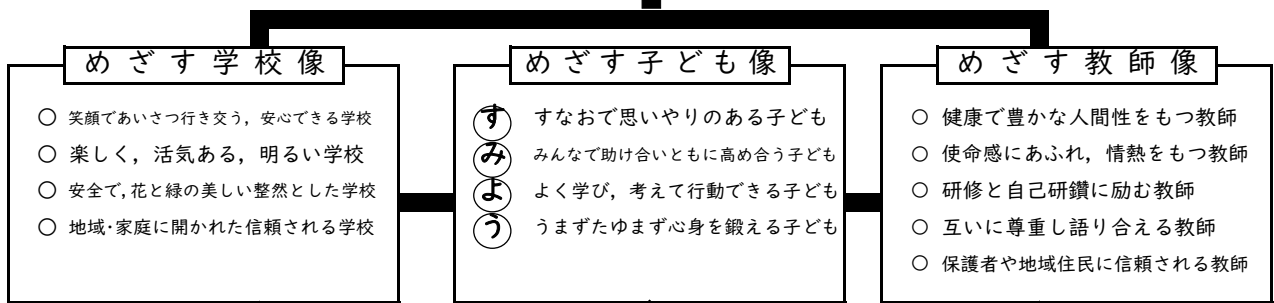 めざす学校像
○ 笑顔であいさつ行き交う，安心できる学校
○ 楽しく，活気ある，明るい学校
○ 安全で，花と緑の美しい整然とした学校
○ 地域･家庭に開かれた信頼される学校
めざす子ども像
す すなおで思いやりのある子ども
み みんなで助け合いともに高め合う子ども
よ よく学び，考えて行動できる子ども
う うまずたゆまず心身を鍛える子ども
めざす教師像
○ 健康で豊かな人間性をもつ教師
○ 使命感にあふれ，情熱をもつ教師
○ 研修と自己研鑽に励む教師
○ 互いに尊重し語り合える教師
○ 保護者や地域住民に信頼される教師